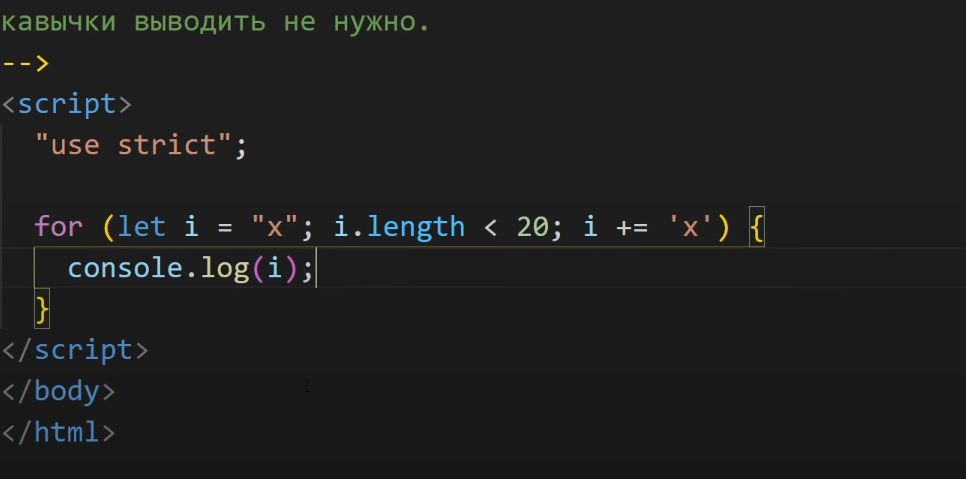 кавычки выводить не нужно.
-->
<script>
"use strict";
for (let i = "x"; i.length < 20; i += 'x') {
console.log(i);
}
</script>
</body>
</html>